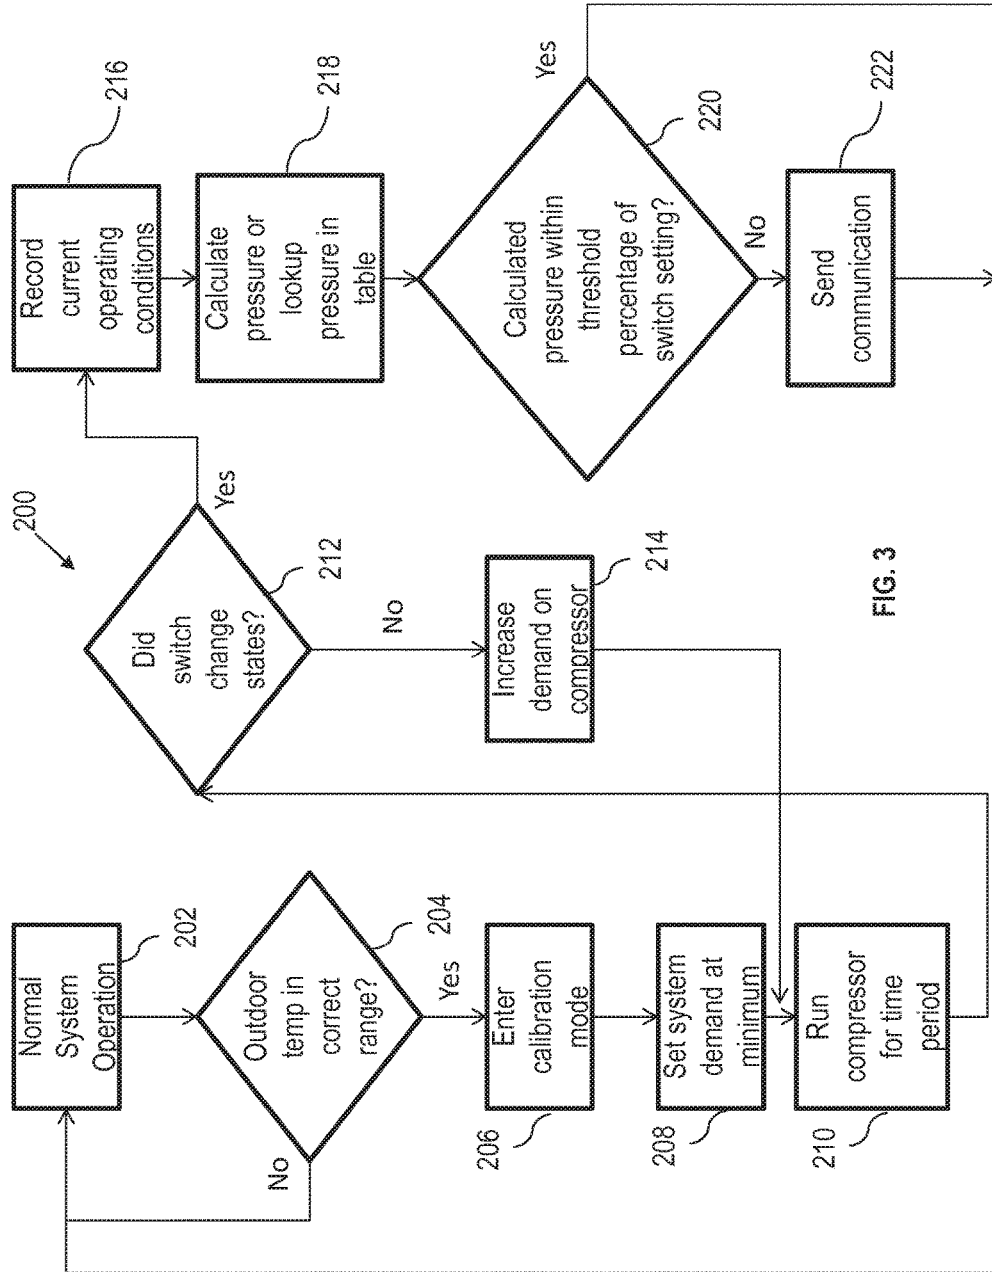 200
Normal
System
Operation
202
Outdoor
temp in
correct
range?
204
No
Yes
Enter
calibration
mode
206
Set system
demand at
minimum
208
Run
compressor
for time
period
210
Did
switch
change
states?
212
Yes
No
Increase
demand on
compressor
214
Record
current
operating
conditions
216
Calculate
pressure or
lookup
pressure in
table
218
Calculated
pressure within
threshold
percentage of
switch setting?
220
Yes
No
Send
communication
222
FIG. 3